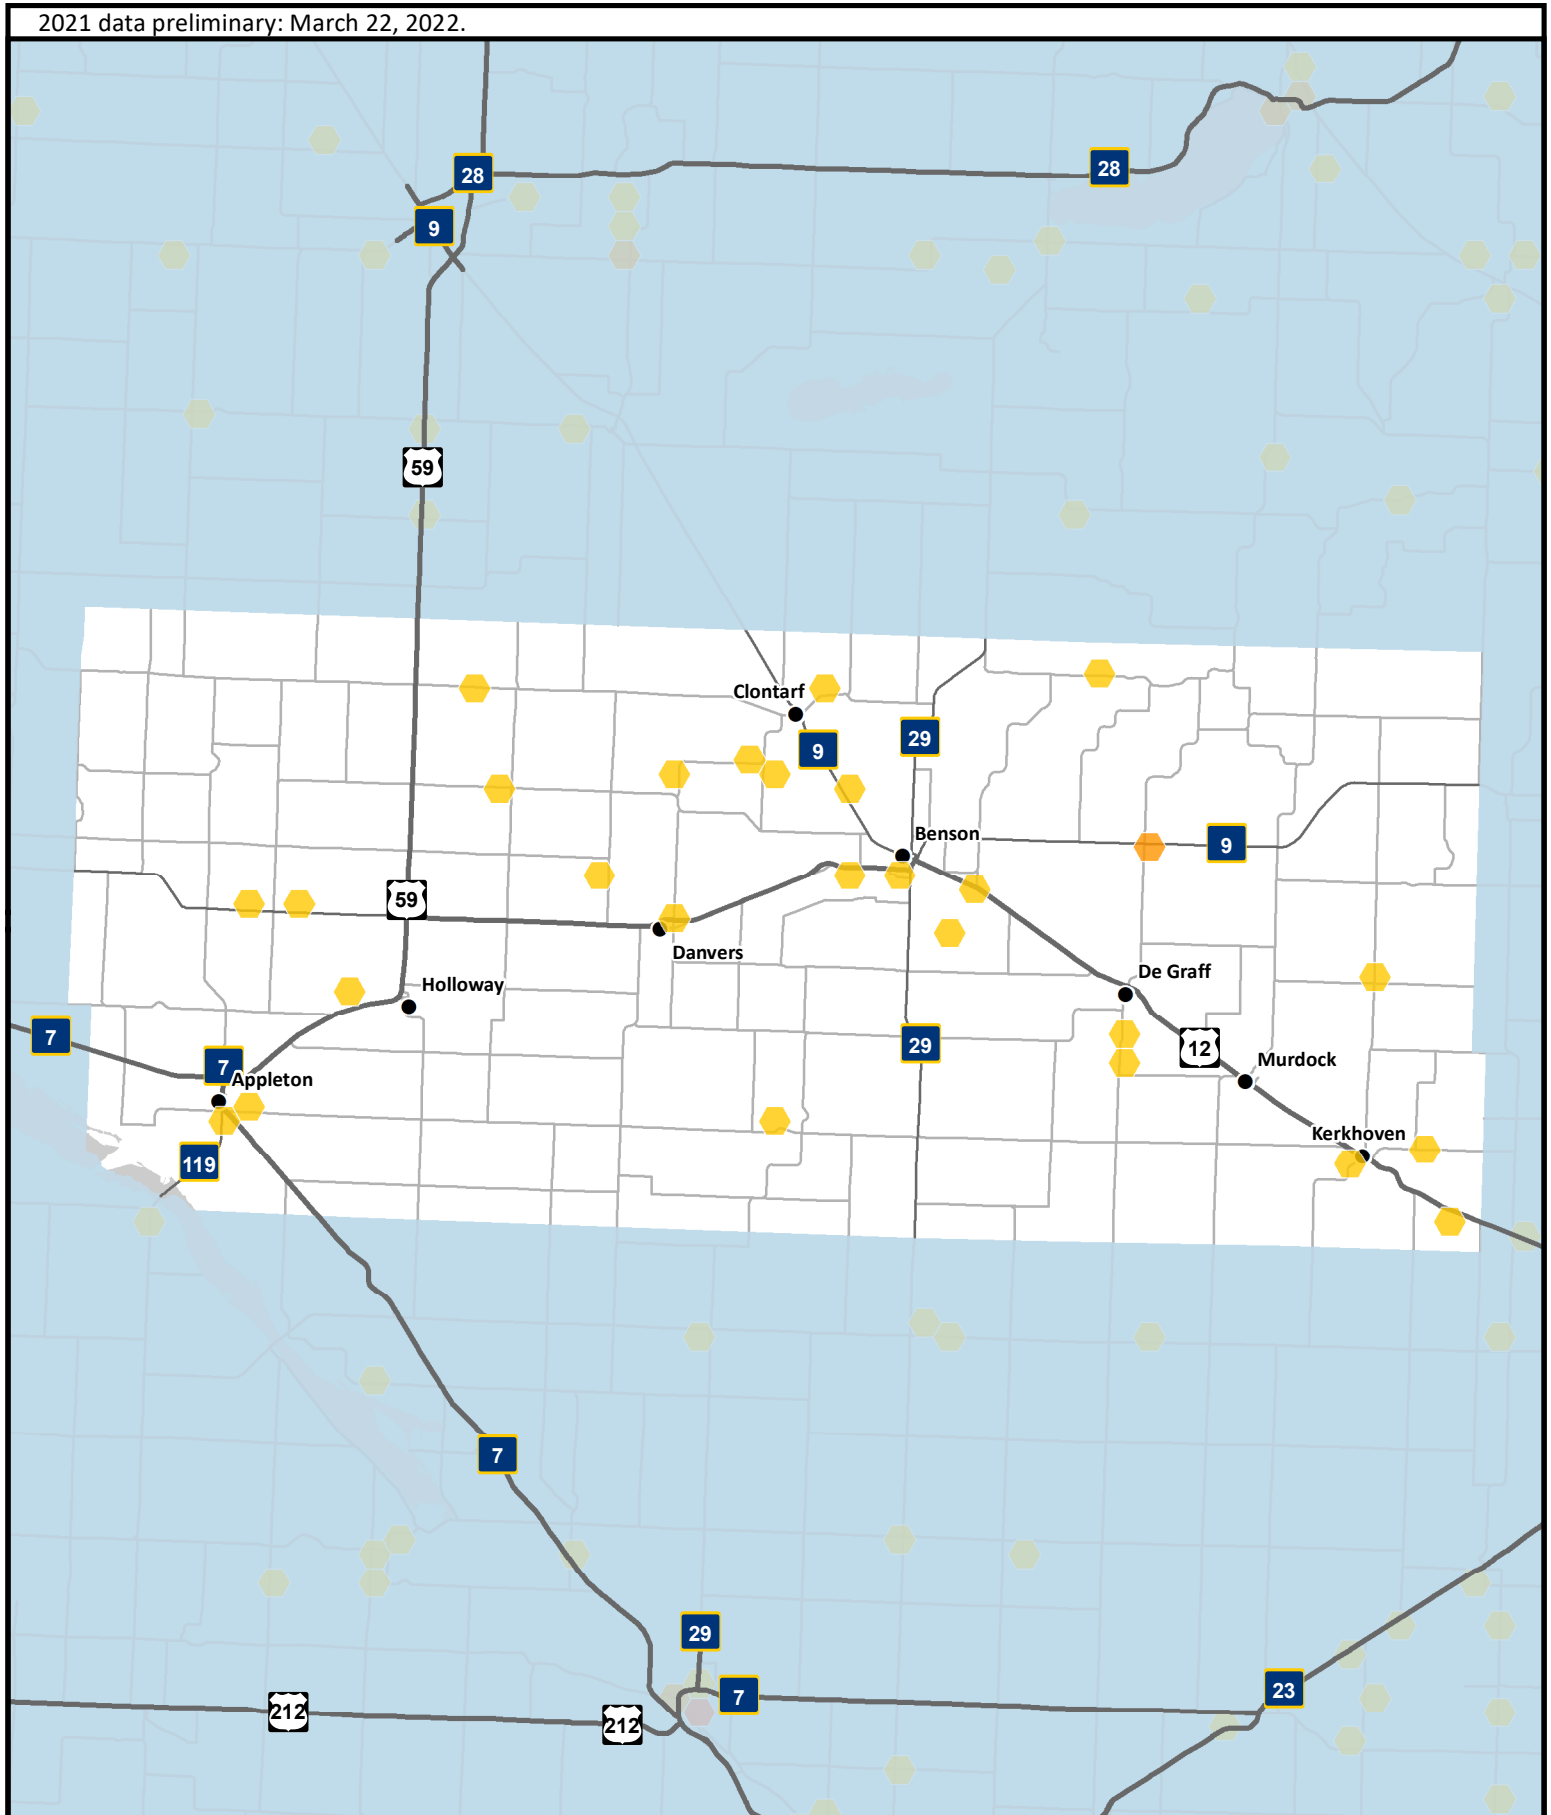 2021 data preliminary: March 22, 2022.
28
28
9
59
Clontarf
29
9
Benson
9
59
Danvers
De Graff
Holloway
7
29
12
7
Murdock
Appleton
Kerkhoven
119
7
29
23
7
212
212